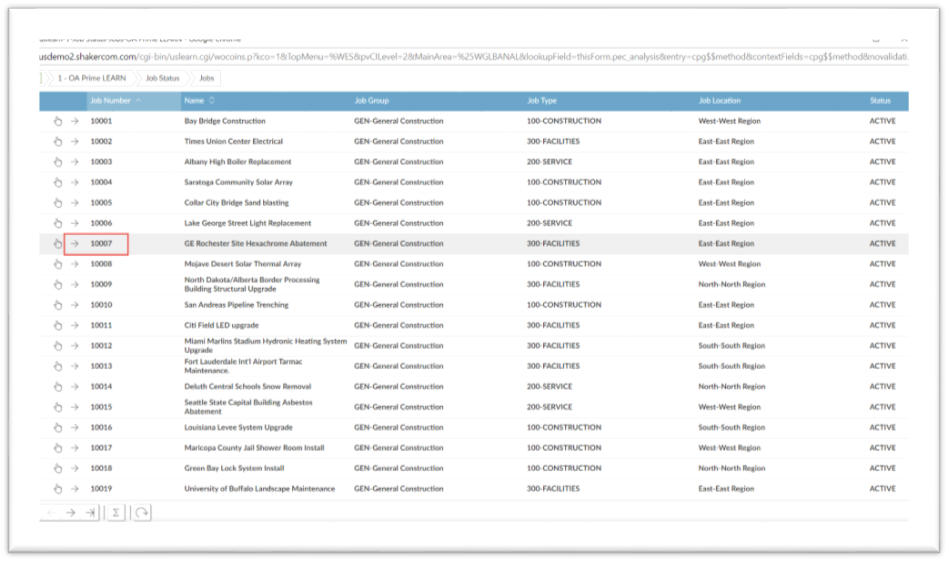 usdemo2.shakercom.com/cgi-bin/uslearn.cgi/wocoins.p?kco=1&TopMenu=%WES&pvCILevel=2&MainArea=%25WGLBANAL&lookupField=thisForm.pec_analysis&entry=cpg$$method&contextFields=cpg$$method&novalidati
1 - OA Prime LEARN Job Status Jobs
Job Number Name Job Group Job Type Job Location Status
10001 Bay Bridge Construction GEN-General Construction 100-CONSTRUCTION West-West Region ACTIVE
10002 Times Union Center Electrical GEN-General Construction 300-FACILITIES East-East Region ACTIVE
10003 Albany High Boiler Replacement GEN-General Construction 200-SERVICE East-East Region ACTIVE
10004 Saratoga Community Solar Array GEN-General Construction 100-CONSTRUCTION East-East Region ACTIVE
10005 Collar City Bridge Sand blasting GEN-General Construction 100-CONSTRUCTION East-East Region ACTIVE
10006 Lake George Street Light Replacement GEN-General Construction 200-SERVICE East-East Region ACTIVE
10007 GE Rochester Site Hexachrome Abatement GEN-General Construction 300-FACILITIES East-East Region ACTIVE
10008 Mojave Desert Solar Thermal Array GEN-General Construction 100-CONSTRUCTION West-West Region ACTIVE
10009 North Dakota/Alberta Border Processing Building Structural Upgrade GEN-General Construction 300-FACILITIES North-North Region ACTIVE
10010 San Andreas Pipeline Trenching GEN-General Construction 100-CONSTRUCTION East-East Region ACTIVE
10011 Citi Field LED upgrade GEN-General Construction 300-FACILITIES East-East Region ACTIVE
10012 Miami Marlins Stadium Hydronic Heating System Upgrade GEN-General Construction 300-FACILITIES South-South Region ACTIVE
10013 Fort Lauderdale Int'l Airport Tarmac Maintenance. GEN-General Construction 300-FACILITIES South-South Region ACTIVE
10014 Deluth Central Schools Snow Removal GEN-General Construction 200-SERVICE North-North Region ACTIVE
10015 Seattle State Capital Building Asbestos Abatement GEN-General Construction 200-SERVICE West-West Region ACTIVE
10016 Louisiana Levee System Upgrade GEN-General Construction 100-CONSTRUCTION South-South Region ACTIVE
10017 Maricopa County Jail Shower Room Install GEN-General Construction 100-CONSTRUCTION West-West Region ACTIVE
10018 Green Bay Lock System Install GEN-General Construction 100-CONSTRUCTION North-North Region ACTIVE
10019 University of Buffalo Landscape Maintenance GEN-General Construction 300-FACILITIES East-East Region ACTIVE